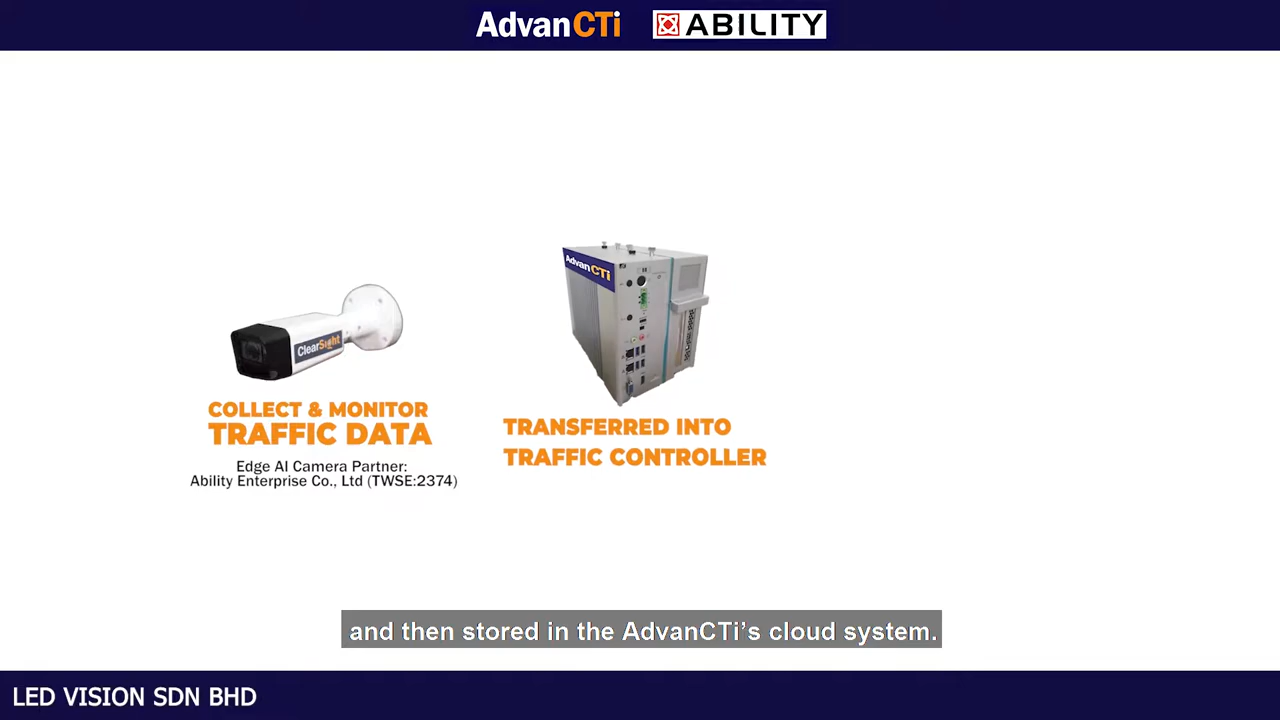 AdvanCTi ABILITY
AdvanCTi
ClearSight
COLLECT & MONITOR
TRAFFIC DATA
Edge AI Camera Partner:
Ability Enterprise Co., Ltd (TWSE:2374)
TRANSFERRED INTO
TRAFFIC CONTROLLER
and then stored in the AdvanCTi’s cloud system.
LED VISION SDN BHD